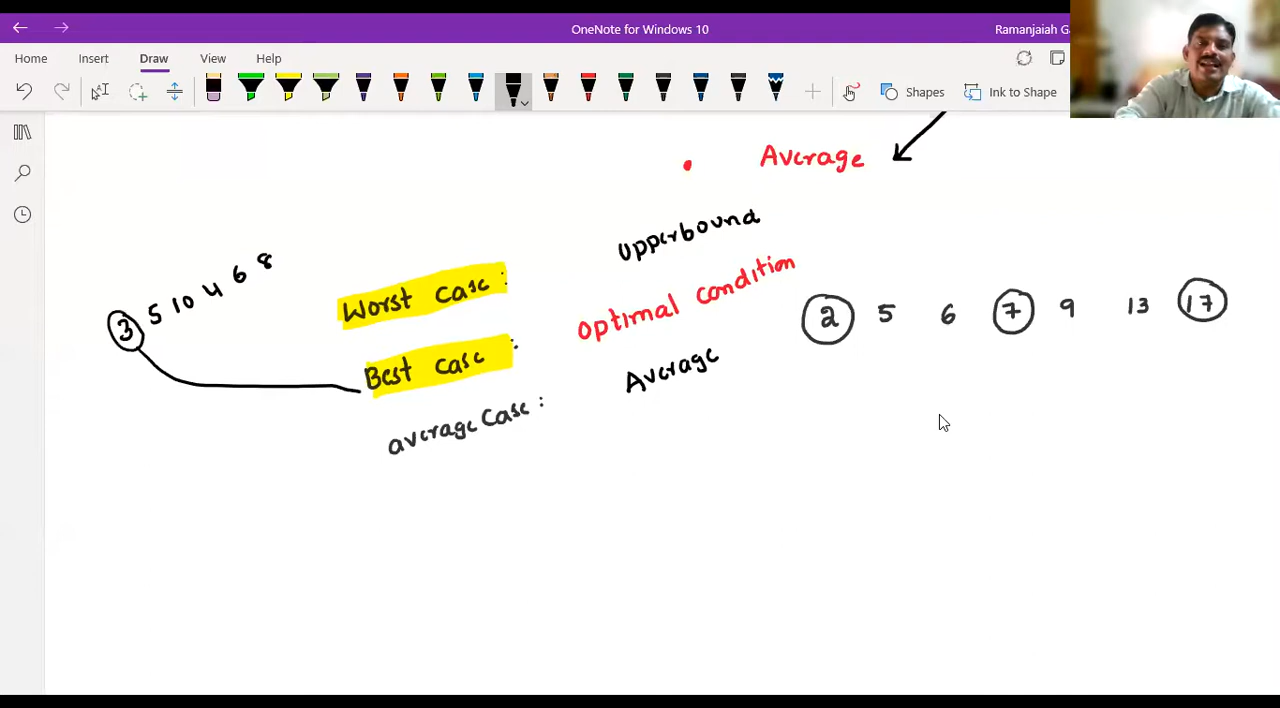 OneNote for Windows 10
Ramanjaiah G
Home Insert Draw View Help
Shapes Ink to Shape
Average
Upperbound
3 5 10 4 6 8
Worst Case :
optimal condition
2 5 6 7 9 13 17
Best Case :
Average
average Case :